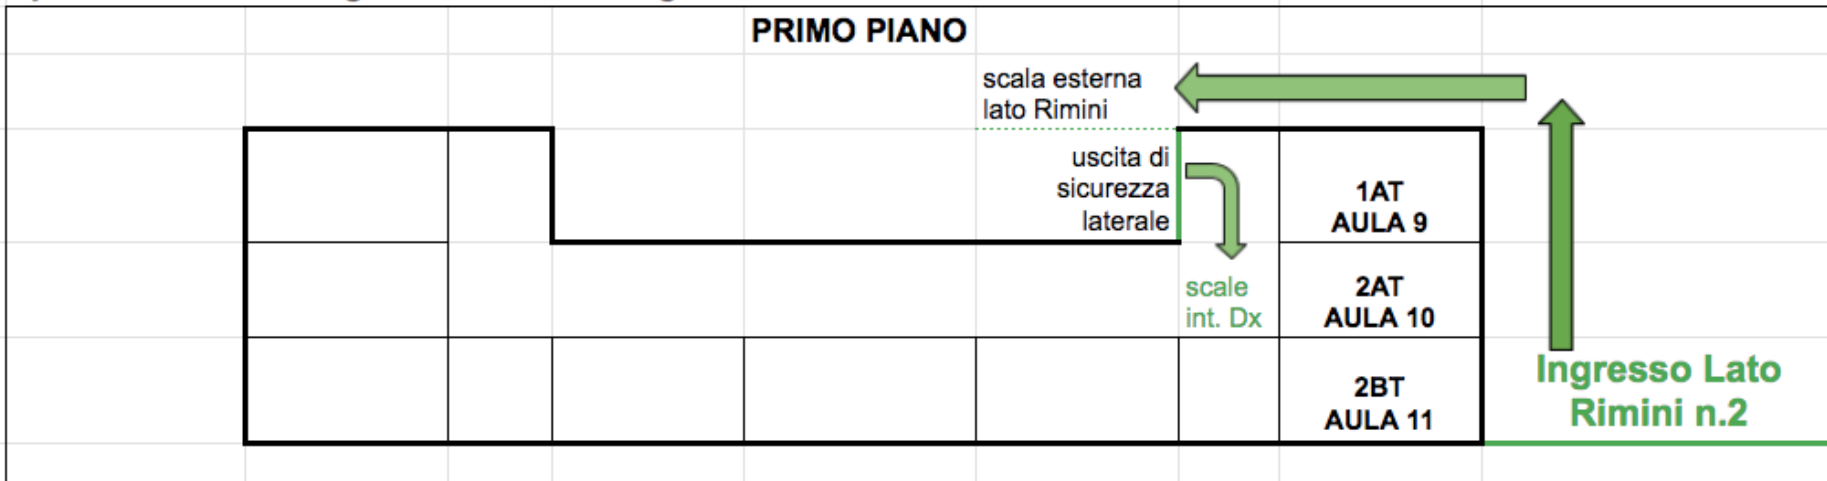 PRIMO PIANO
scala esterna
lato Rimini
uscita di
sicurezza
laterale
1AT
AULA 9
scale
int. Dx
2AT
AULA 10
Ingresso Lato
Rimini n.2
2BT
AULA 11